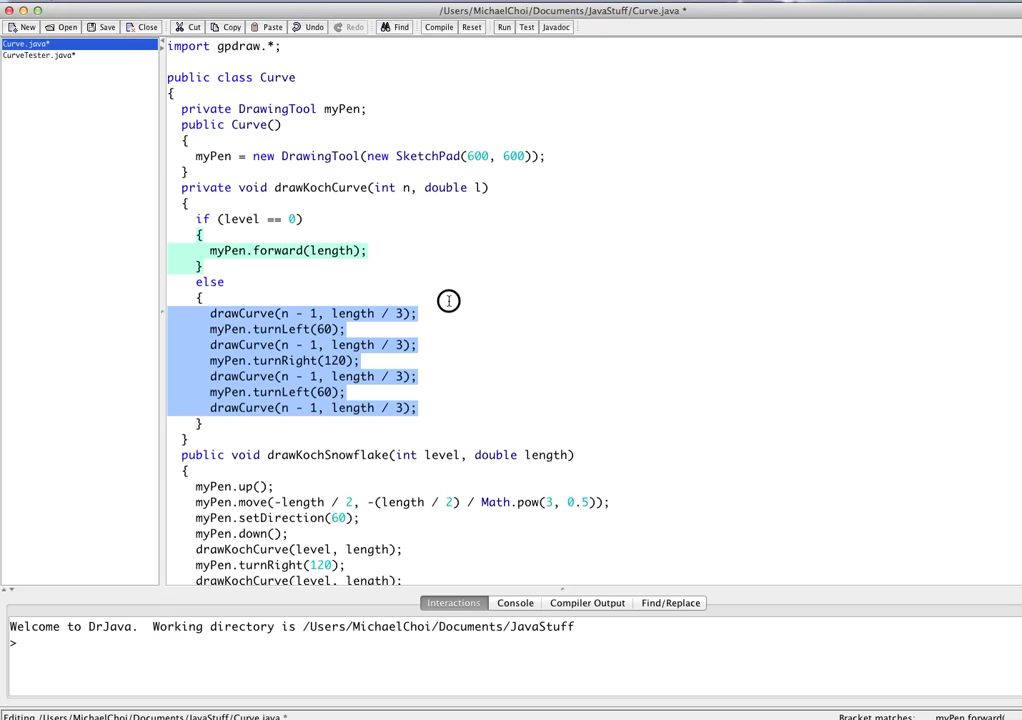 /Users/MichaelChoi/Documents/JavaStuff/Curve.java *
New Open Save Close Cut Copy Paste Undo Redo Find Compile Reset Run Test Javadoc
Curve.java*
CurveTester.java*
import gpdraw.*;
public class Curve
{
private DrawingTool myPen;
public Curve()
{
myPen = new DrawingTool(new SketchPad(600, 600));
}
private void drawKochCurve(int n, double l)
{
if (level == 0)
{
myPen.forward(length);
}
else
{
drawCurve(n - 1, length / 3);
myPen.turnLeft(60);
drawCurve(n - 1, length / 3);
myPen.turnRight(120);
drawCurve(n - 1, length / 3);
myPen.turnLeft(60);
drawCurve(n - 1, length / 3);
}
}
public void drawKochSnowflake(int level, double length)
{
myPen.up();
myPen.move(-length / 2, -(length / 2) / Math.pow(3, 0.5));
myPen.setDirection(60);
myPen.down();
drawKochCurve(level, length);
myPen.turnRight(120);
drawKochCurve(level, length);
Interactions Console Compiler Output Find/Replace
Welcome to DrJava. Working directory is /Users/MichaelChoi/Documents/JavaStuff
>
Editing /Users/MichaelChoi/Documents/JavaStuff/Curve.java * Bracket matches: myPen.forward(